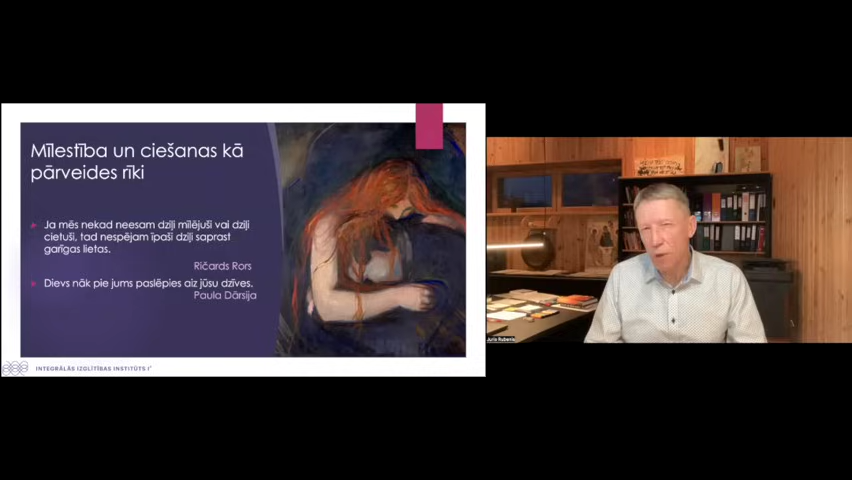 Mīlestība un ciešanas kā
pārveides rīki
Ja mēs nekad neesam dziļi mīlējuši vai dziļi
cietuši, tad nespējam īpaši dziļi saprast
garīgas lietas.
Ričards Rors
Dievs nāk pie jums paslēpies aiz jūsu dzīves.
Paula Dārsija
INTEGRĀLĀS IZGLĪTĪBAS INSTITŪTS I²
Juris Rubenis